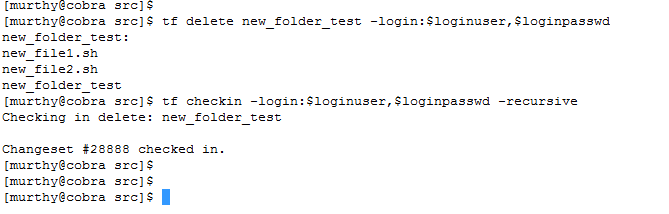 [murthy@cobra src]$
[murthy@cobra src]$ tf delete new_folder_test -login:$loginuser,$loginpasswd
new_folder_test:
new_file1.sh
new_file2.sh
new_folder_test
[murthy@cobra src]$ tf checkin -login:$loginuser,$loginpasswd -recursive
Checking in delete: new_folder_test
Changeset #28888 checked in.
[murthy@cobra src]$
[murthy@cobra src]$
[murthy@cobra src]$